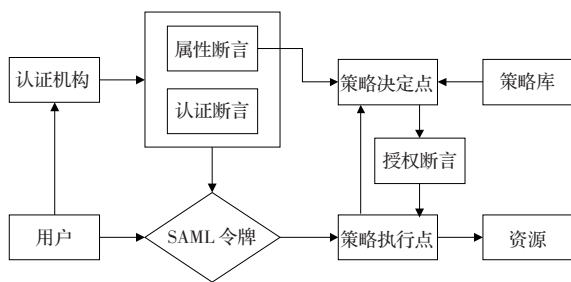 属性断言
认证机构
策略决定点
策略库
认证断言
授权断言
用户
SAML 令牌
策略执行点
资源